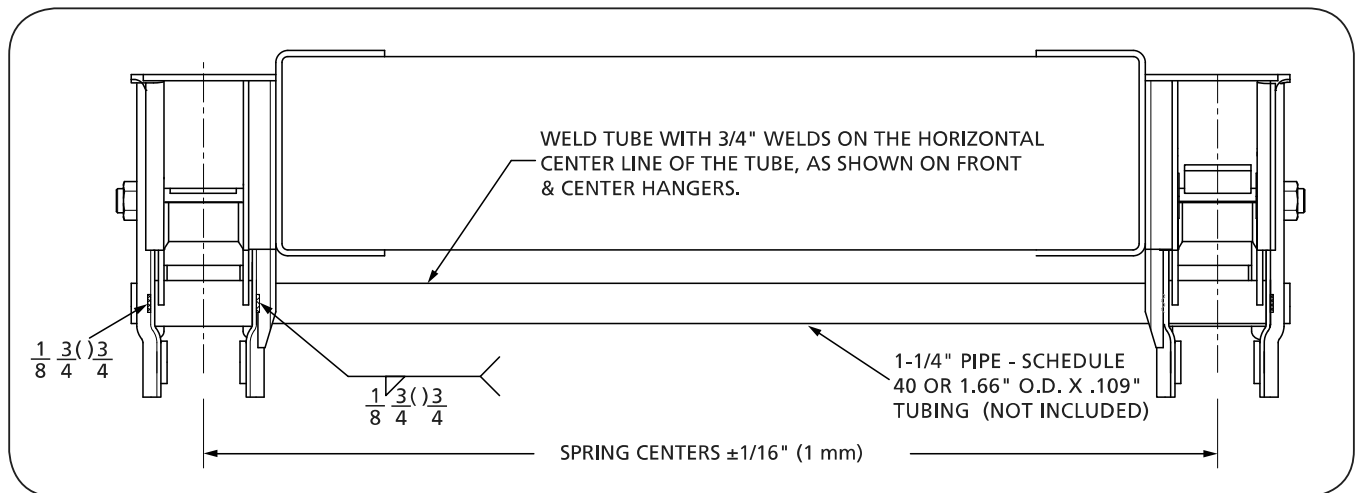 WELD TUBE WITH 3/4" WELDS ON THE HORIZONTAL
CENTER LINE OF THE TUBE, AS SHOWN ON FRONT
& CENTER HANGERS.
1/8 3/4 ( ) 3/4
1/8 3/4 ( ) 3/4
1-1/4" PIPE - SCHEDULE
40 OR 1.66" O.D. X .109"
TUBING (NOT INCLUDED)
SPRING CENTERS ±1/16" (1 mm)